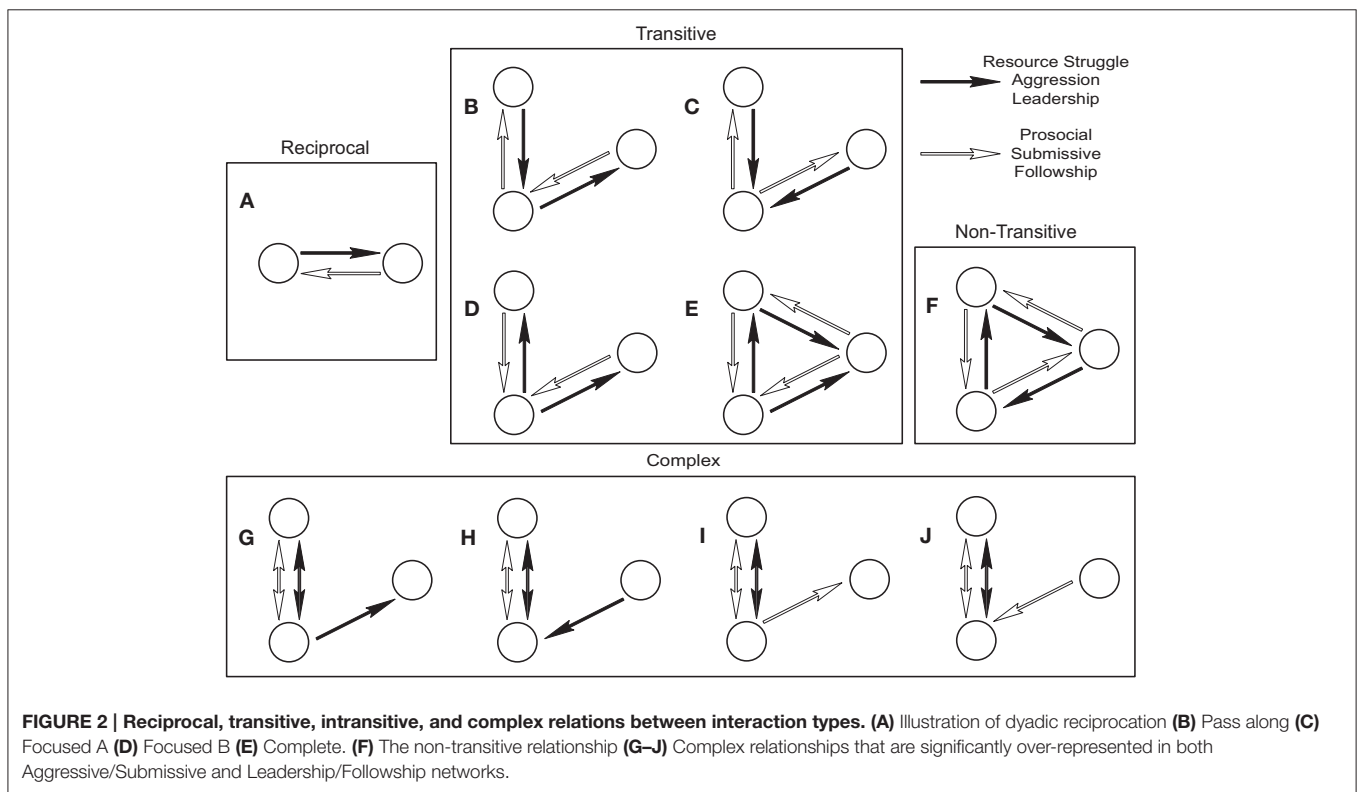 Transitive
Resource Struggle
Aggression
Leadership
Prosocial
Submissive
Followship
B
C
Reciprocal
A
D
E
Non-Transitive
F
Complex
G
H
I
J
FIGURE 2 | Reciprocal, transitive, intransitive, and complex relations between interaction types. (A) Illustration of dyadic reciprocation (B) Pass along (C)
Focused A (D) Focused B (E) Complete. (F) The non-transitive relationship (G–J) Complex relationships that are significantly over-represented in both
Aggressive/Submissive and Leadership/Followship networks.